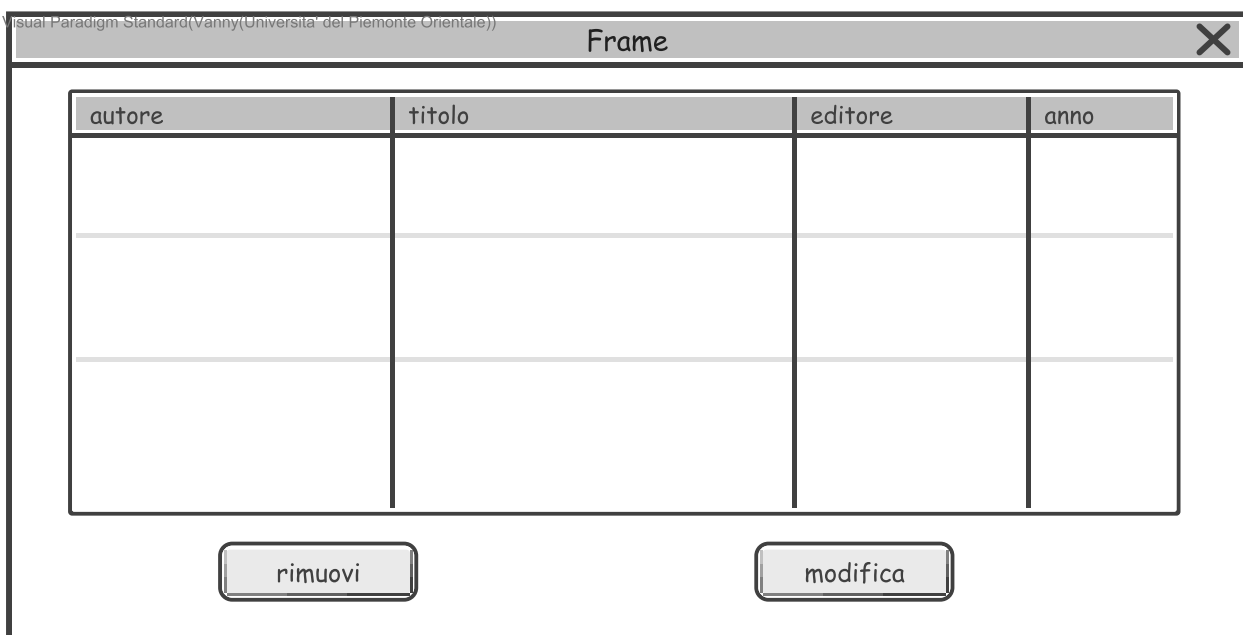 Visual Paradigm Standard(Vanny(Universita' del Piemonte Orientale))
Frame
autore titolo editore anno
rimuovi modifica